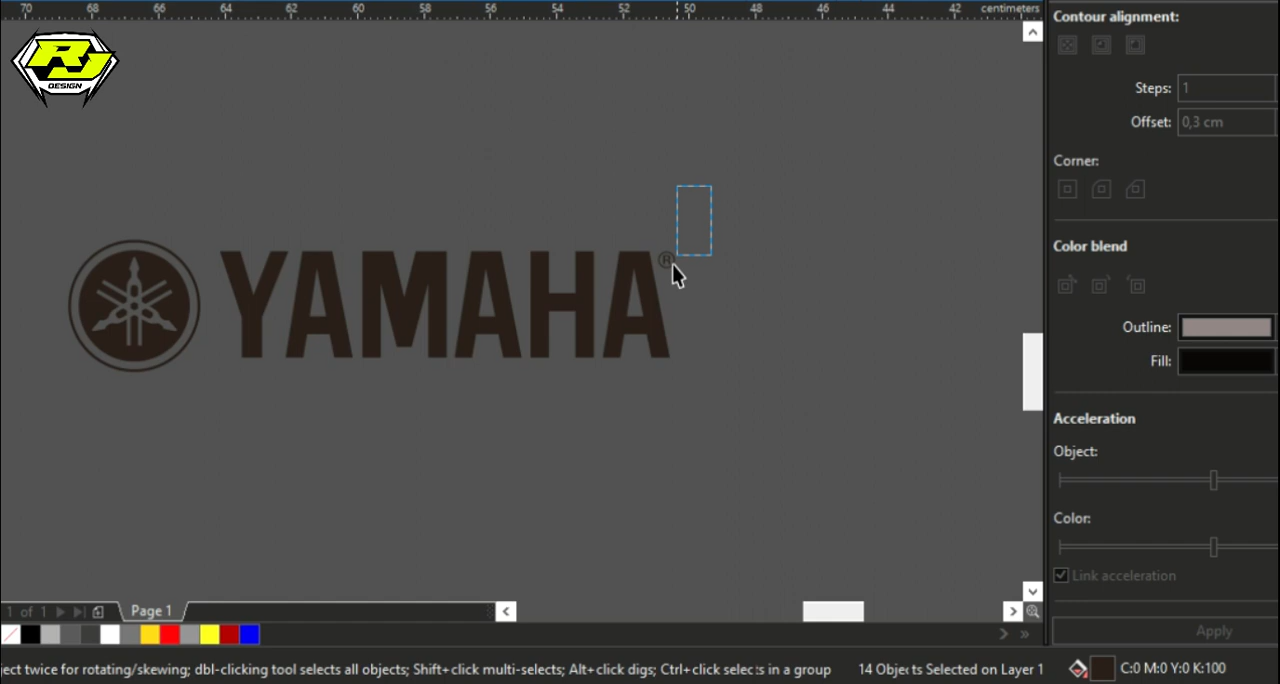 70 68 66 64 62 60 58 56 54 52 50 48 46 44 42 centimeters
RJ
DESIGN
YAMAHA®
Contour alignment:
Steps: 1
Offset: 0,3 cm
Corner:
Color blend
Outline:
Fill:
Acceleration
Object:
Color:
Link acceleration
Apply
1 of 1 Page 1
ject twice for rotating/skewing; dbl-clicking tool selects all objects; Shift+click multi-selects; Alt+click digs; Ctrl+click selects in a group 14 Objects Selected on Layer 1 C:0 M:0 Y:0 K:100